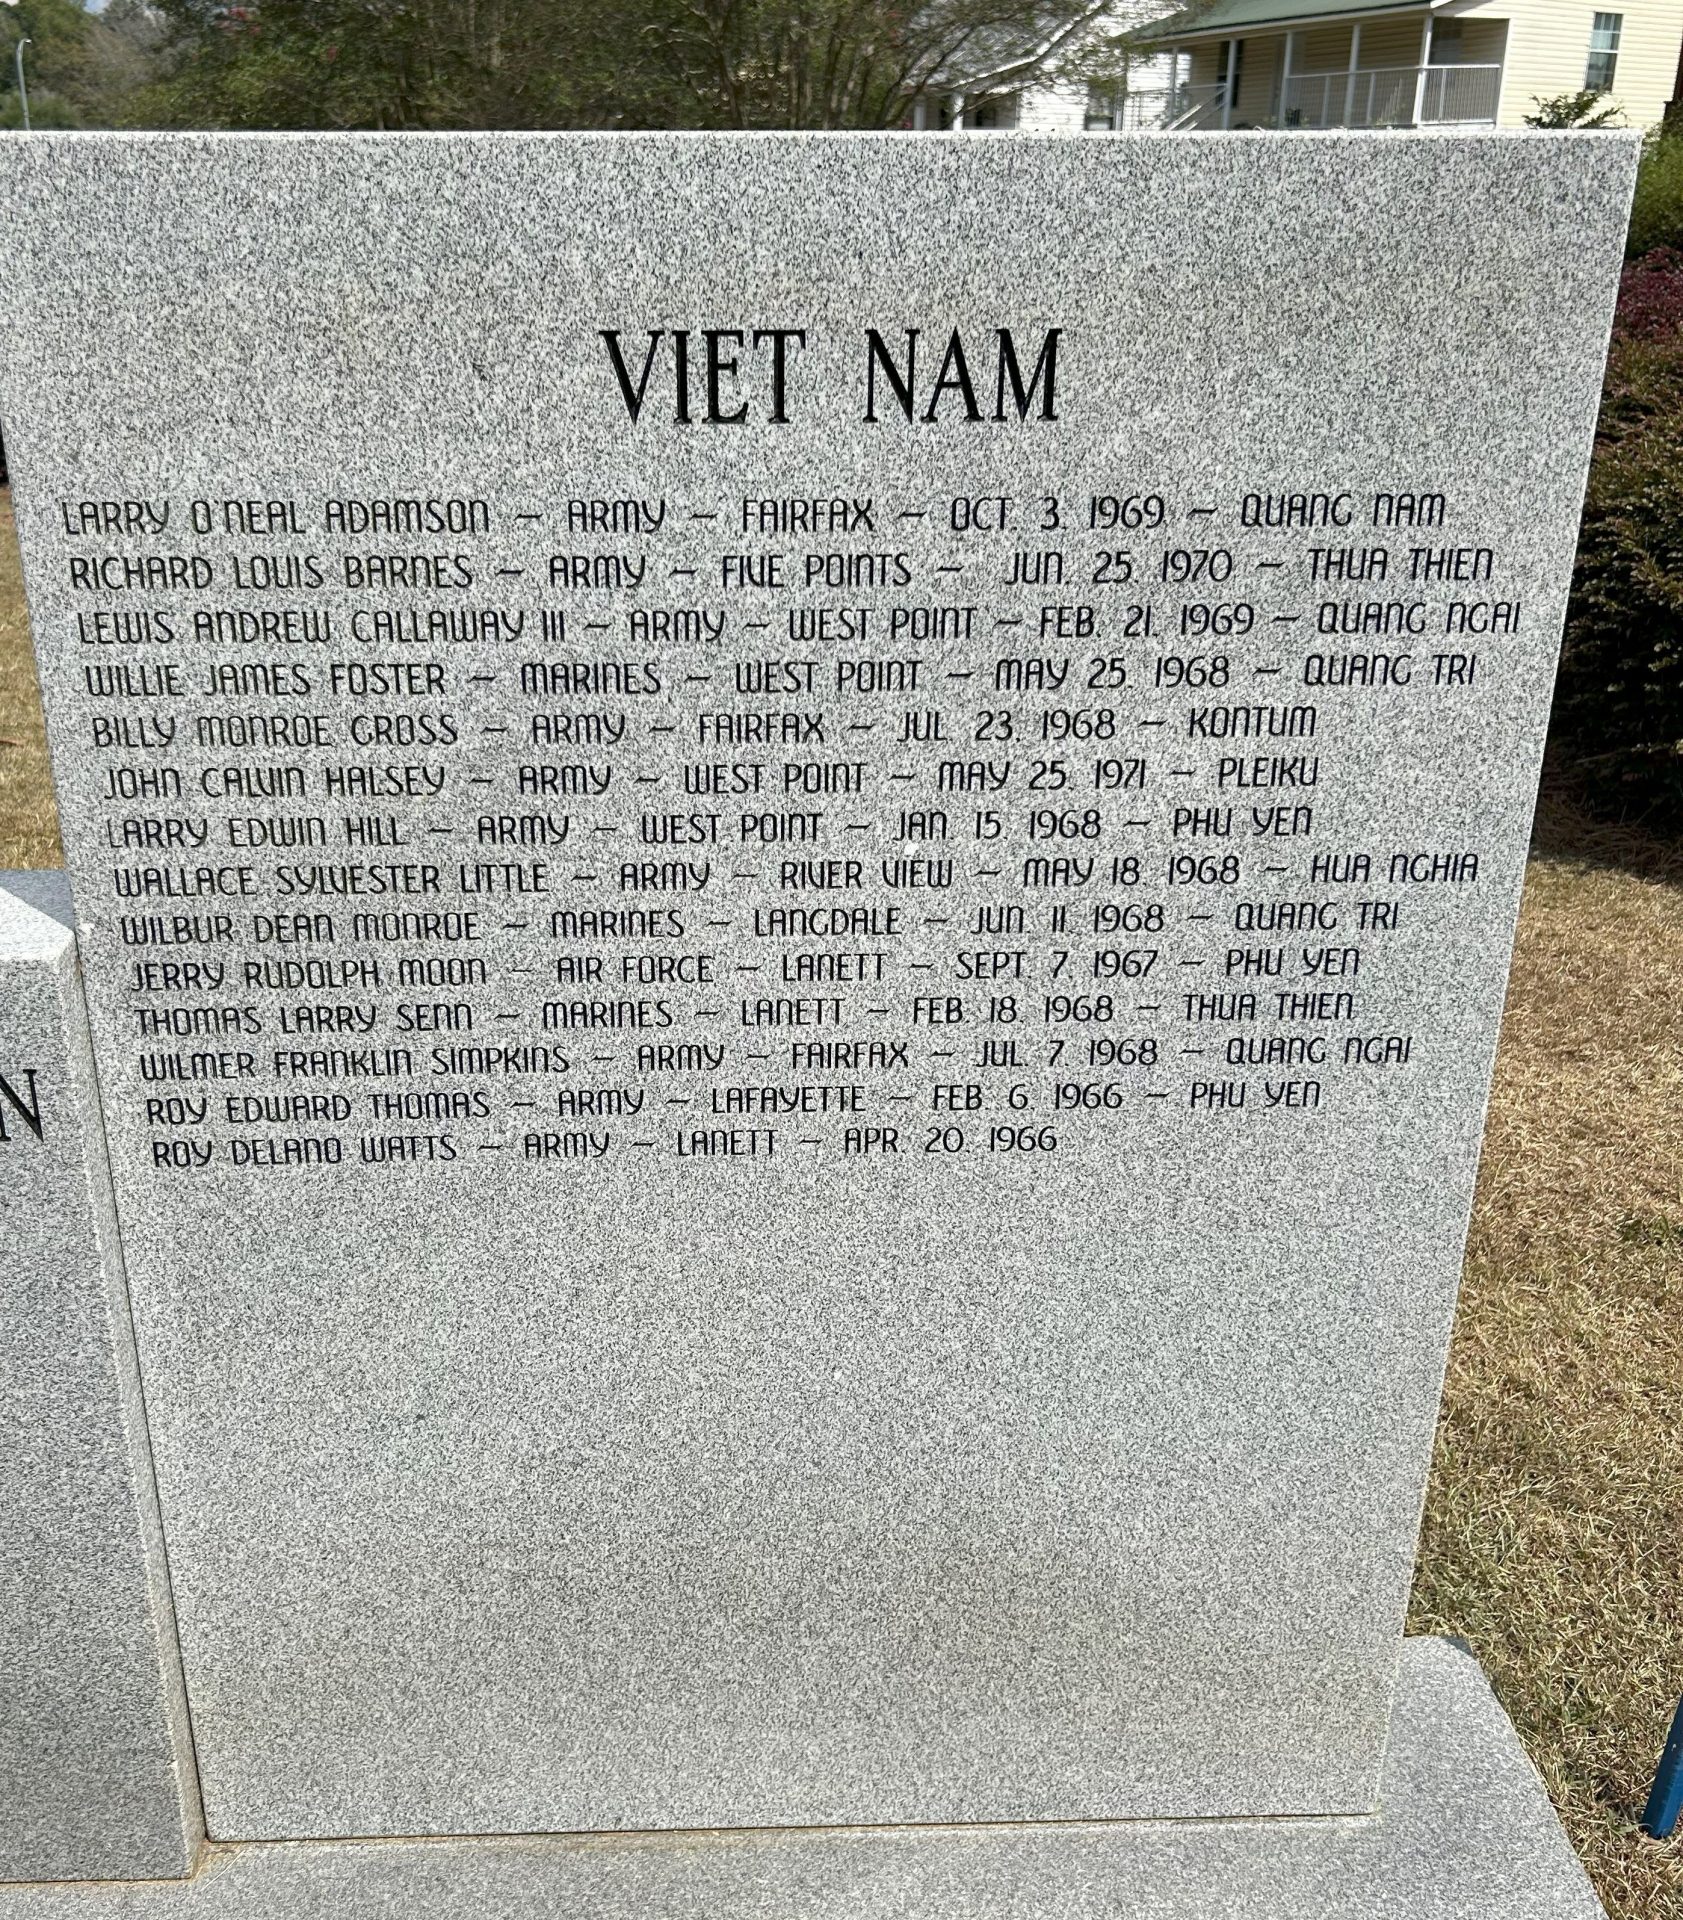 VIET NAM
LARRY O'NEAL ADAMSON – ARMY – FAIRFAX – OCT. 3, 1969 – QUANG NAM
RICHARD LOUIS BARNES – ARMY – FIVE POINTS – JUN. 25, 1970 – THUA THIEN
LEWIS ANDREW CALLAWAY III – ARMY – WEST POINT – FEB. 21, 1969 – QUANG NGAI
WILLIE JAMES FOSTER – MARINES – WEST POINT – MAY 25, 1968 – QUANG TRI
BILLY MONROE GROSS – ARMY – FAIRFAX – JUL 23, 1968 – KONTUM
JOHN CALVIN HALSEY – ARMY – WEST POINT – MAY 25, 1971 – PLEIKU
LARRY EDWIN HILL – ARMY – WEST POINT – JAN. 15, 1968 – PHU YEN
WALLACE SYLVESTER LITTLE – ARMY – RIVER VIEW – MAY 18, 1968 – HUA NGHIA
WILBUR DEAN MONROE – MARINES – LANGDALE – JUN 11, 1968 – QUANG TRI
JERRY RUDOLPH MOON – AIR FORCE – LANETT – SEPT. 7, 1967 – PHU YEN
THOMAS LARRY SENN – MARINES – LANETT – FEB. 18, 1968 – THUA THIEN
WILMER FRANKLIN SIMPKINS – ARMY – FAIRFAX – JUL. 7, 1968 – QUANG NGAI
ROY EDWARD THOMAS – ARMY – LAFAYETTE – FEB. 6, 1966 – PHU YEN
ROY DELANO WATTS – ARMY – LANETT – APR. 20, 1966